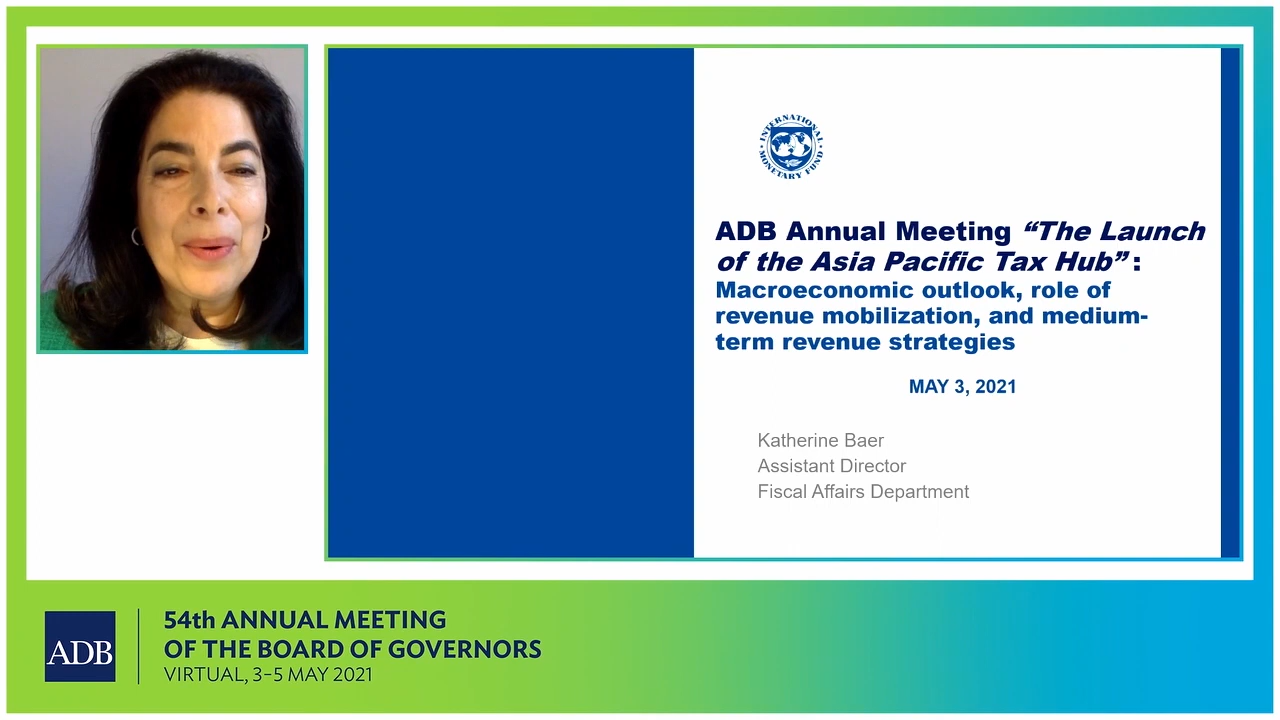 INTERNATIONAL
MONETARY FUND
ADB Annual Meeting “The Launch
of the Asia Pacific Tax Hub” :
Macroeconomic outlook, role of
revenue mobilization, and medium-
term revenue strategies
MAY 3, 2021
Katherine Baer
Assistant Director
Fiscal Affairs Department
ADB
54th ANNUAL MEETING
OF THE BOARD OF GOVERNORS
VIRTUAL, 3–5 MAY 2021